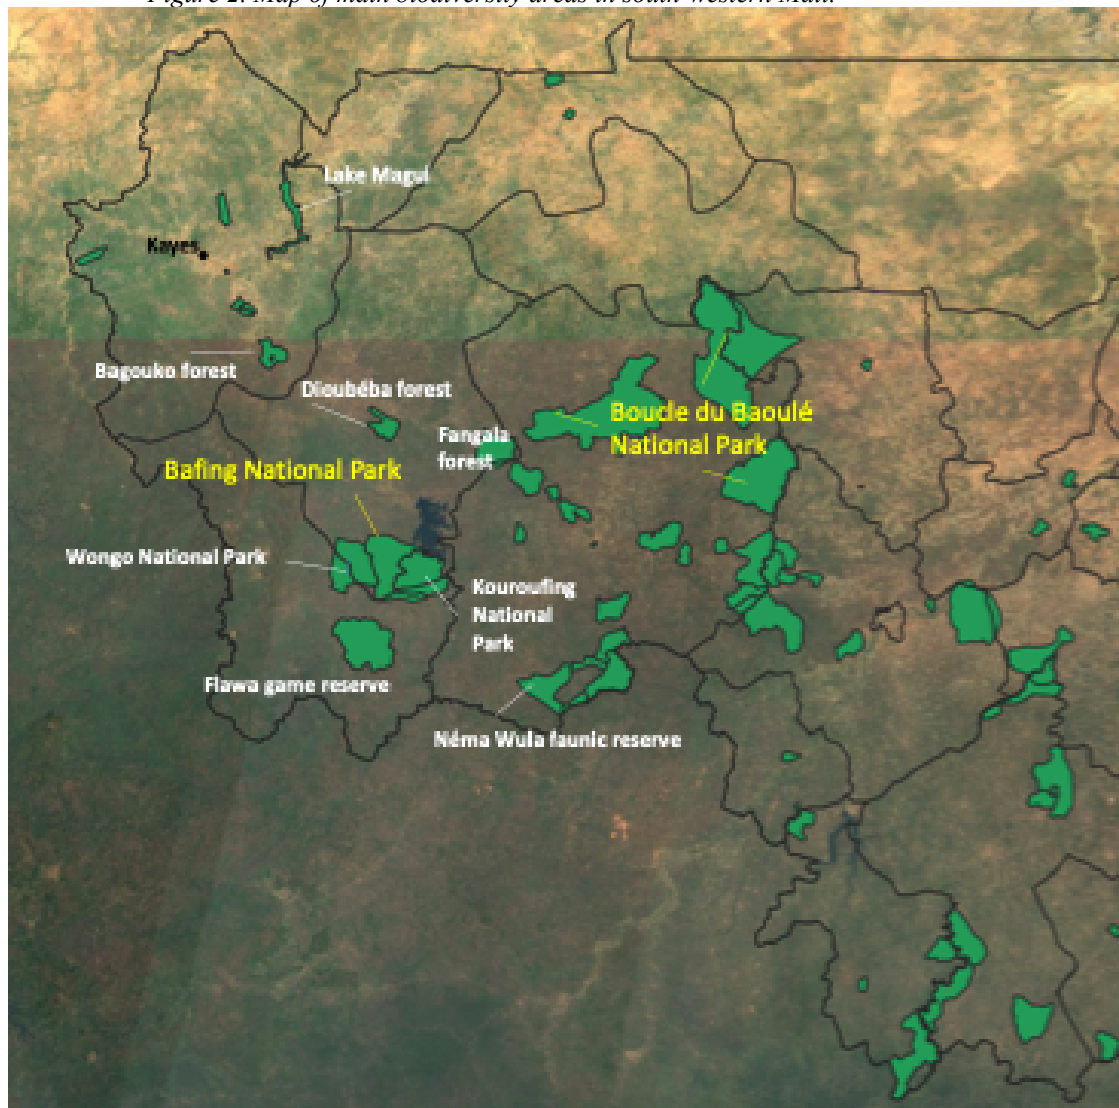 Figure 2: Map of main biodiversity areas in south-western Mali.
Lake Magui
Kayes
Bagouko forest
Dioubéba forest
Boucle du Baoulé
National Park
Fangala
forest
Bafing National Park
Wongo National Park
Kouroufing
National
Park
Flawa game reserve
Néma Wula faunic reserve